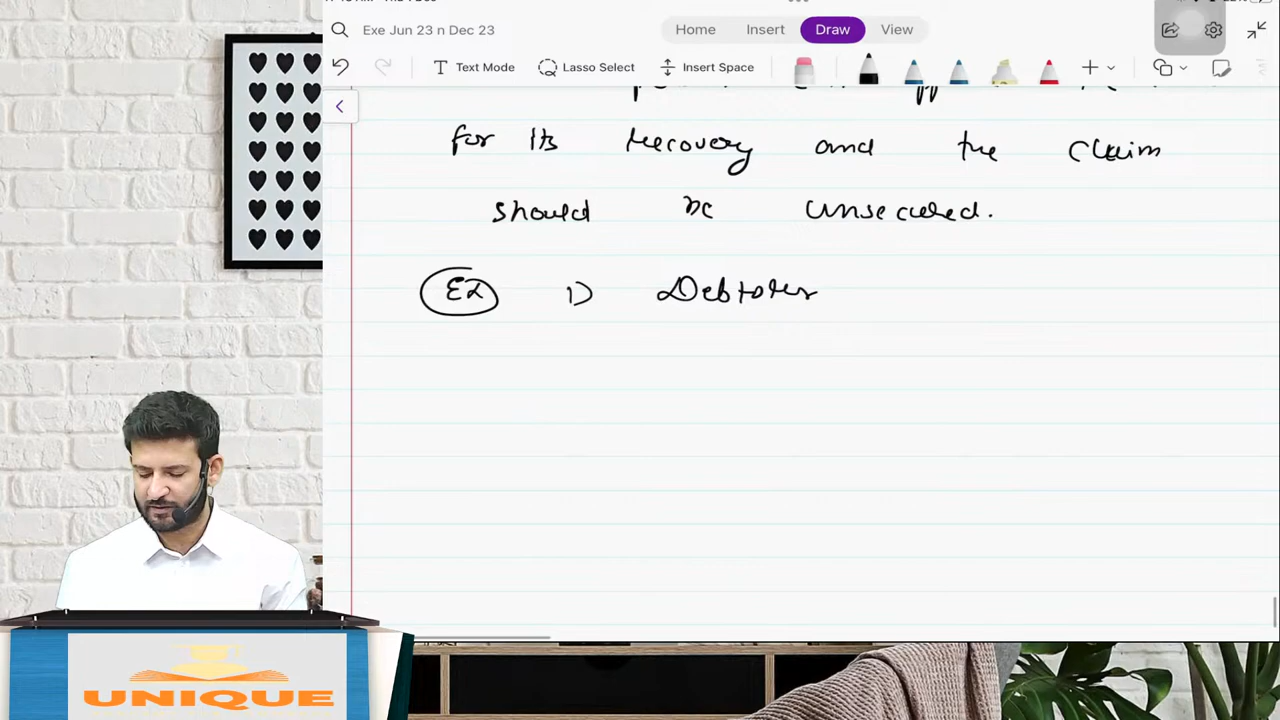 Exe Jun 23 n Dec 23
Home Insert Draw View
Text Mode Lasso Select Insert Space
for its recovery and the claim
should be unsecured.
Ex 1) Debtors
UNIQUE